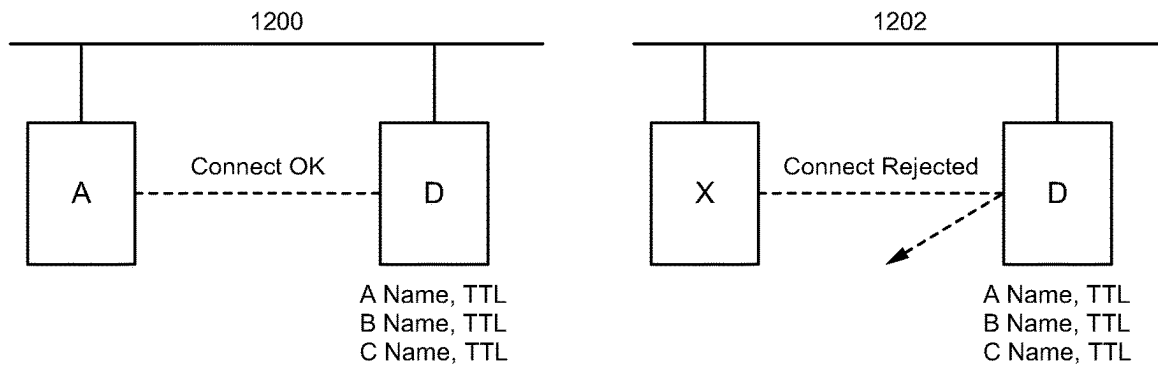 1200
Connect OK
A
D
A Name, TTL
B Name, TTL
C Name, TTL
1202
Connect Rejected
X
D
A Name, TTL
B Name, TTL
C Name, TTL